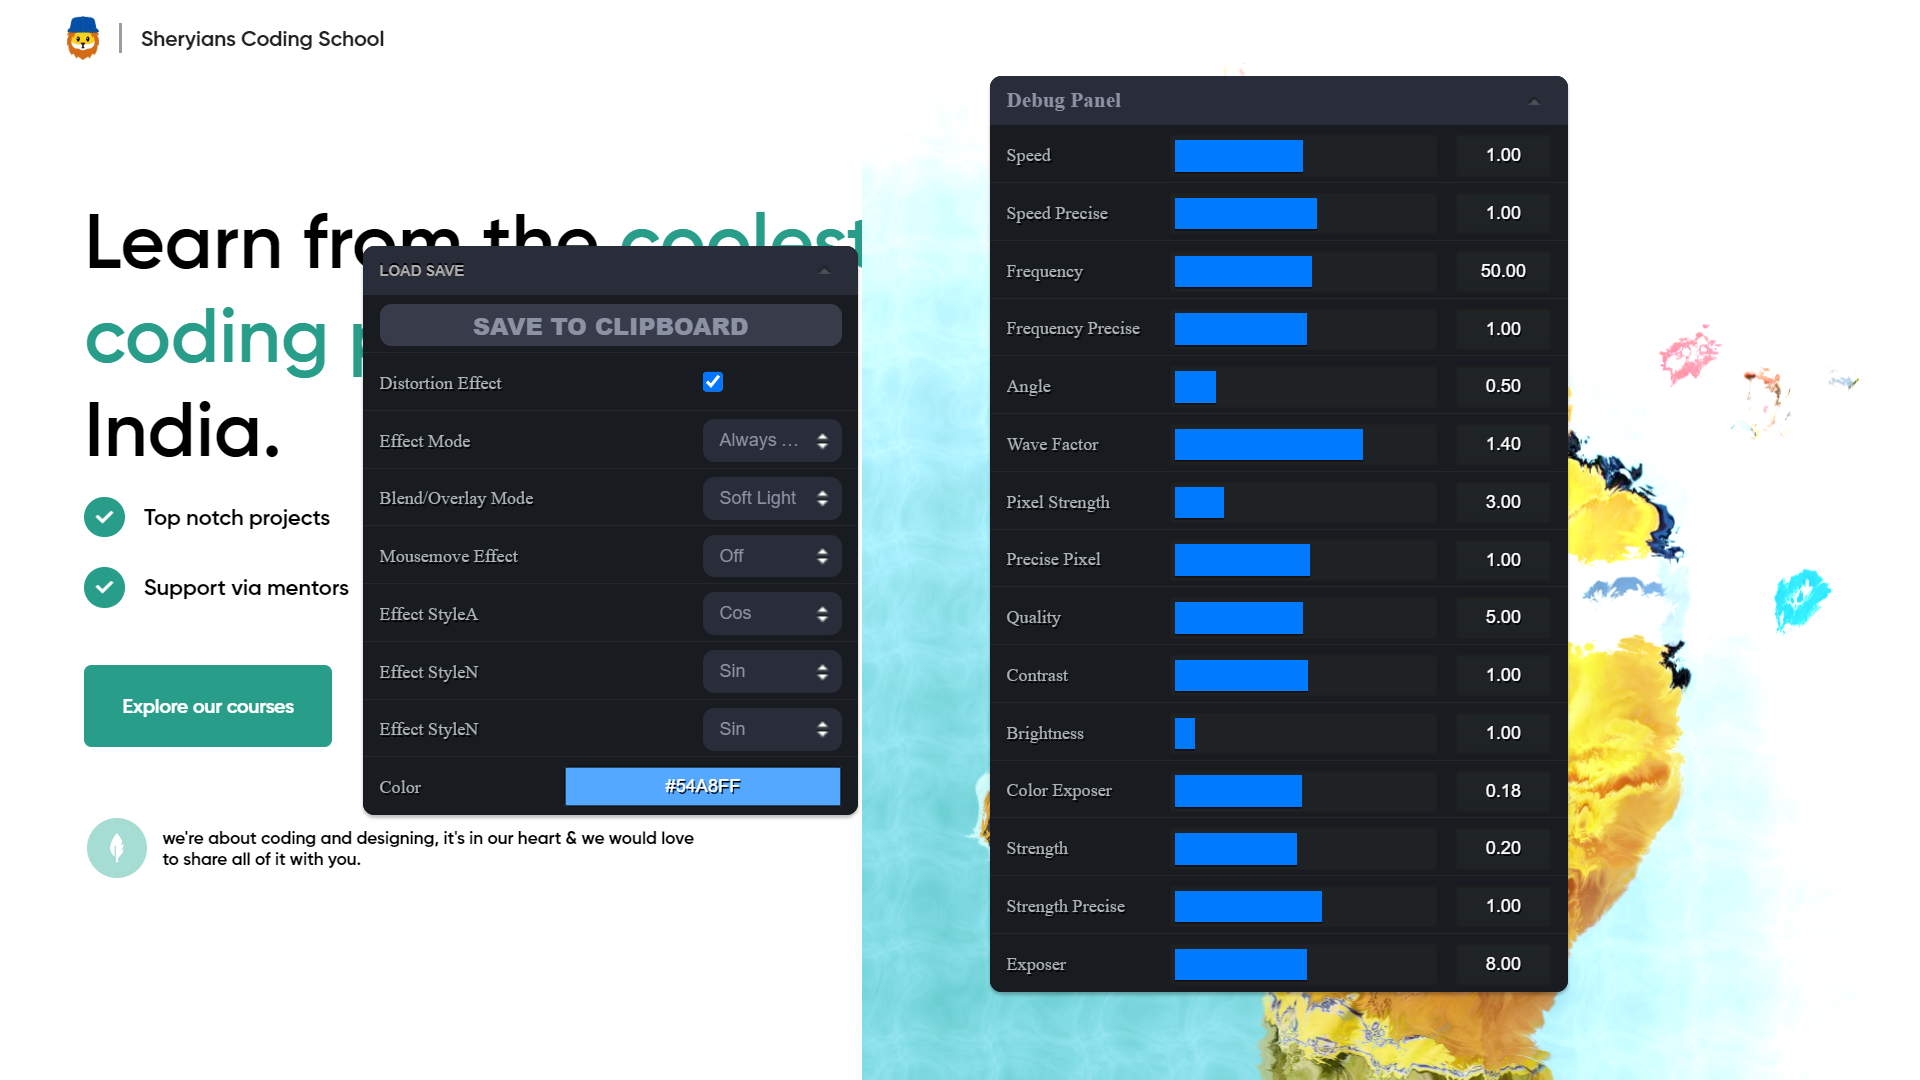 Sheryians Coding School
Learn from the coolest
coding
India.
Top notch projects
Support via mentors
Explore our courses
we're about coding and designing, it's in our heart & we would love
to share all of it with you.
LOAD SAVE
SAVE TO CLIPBOARD
Distortion Effect
Effect Mode Always ...
Blend/Overlay Mode Soft Light
Mousemove Effect Off
Effect StyleA Cos
Effect StyleN Sin
Effect StyleN Sin
Color #54A8FF
Debug Panel
Speed 1.00
Speed Precise 1.00
Frequency 50.00
Frequency Precise 1.00
Angle 0.50
Wave Factor 1.40
Pixel Strength 3.00
Precise Pixel 1.00
Quality 5.00
Contrast 1.00
Brightness 1.00
Color Exposer 0.18
Strength 0.20
Strength Precise 1.00
Exposer 8.00